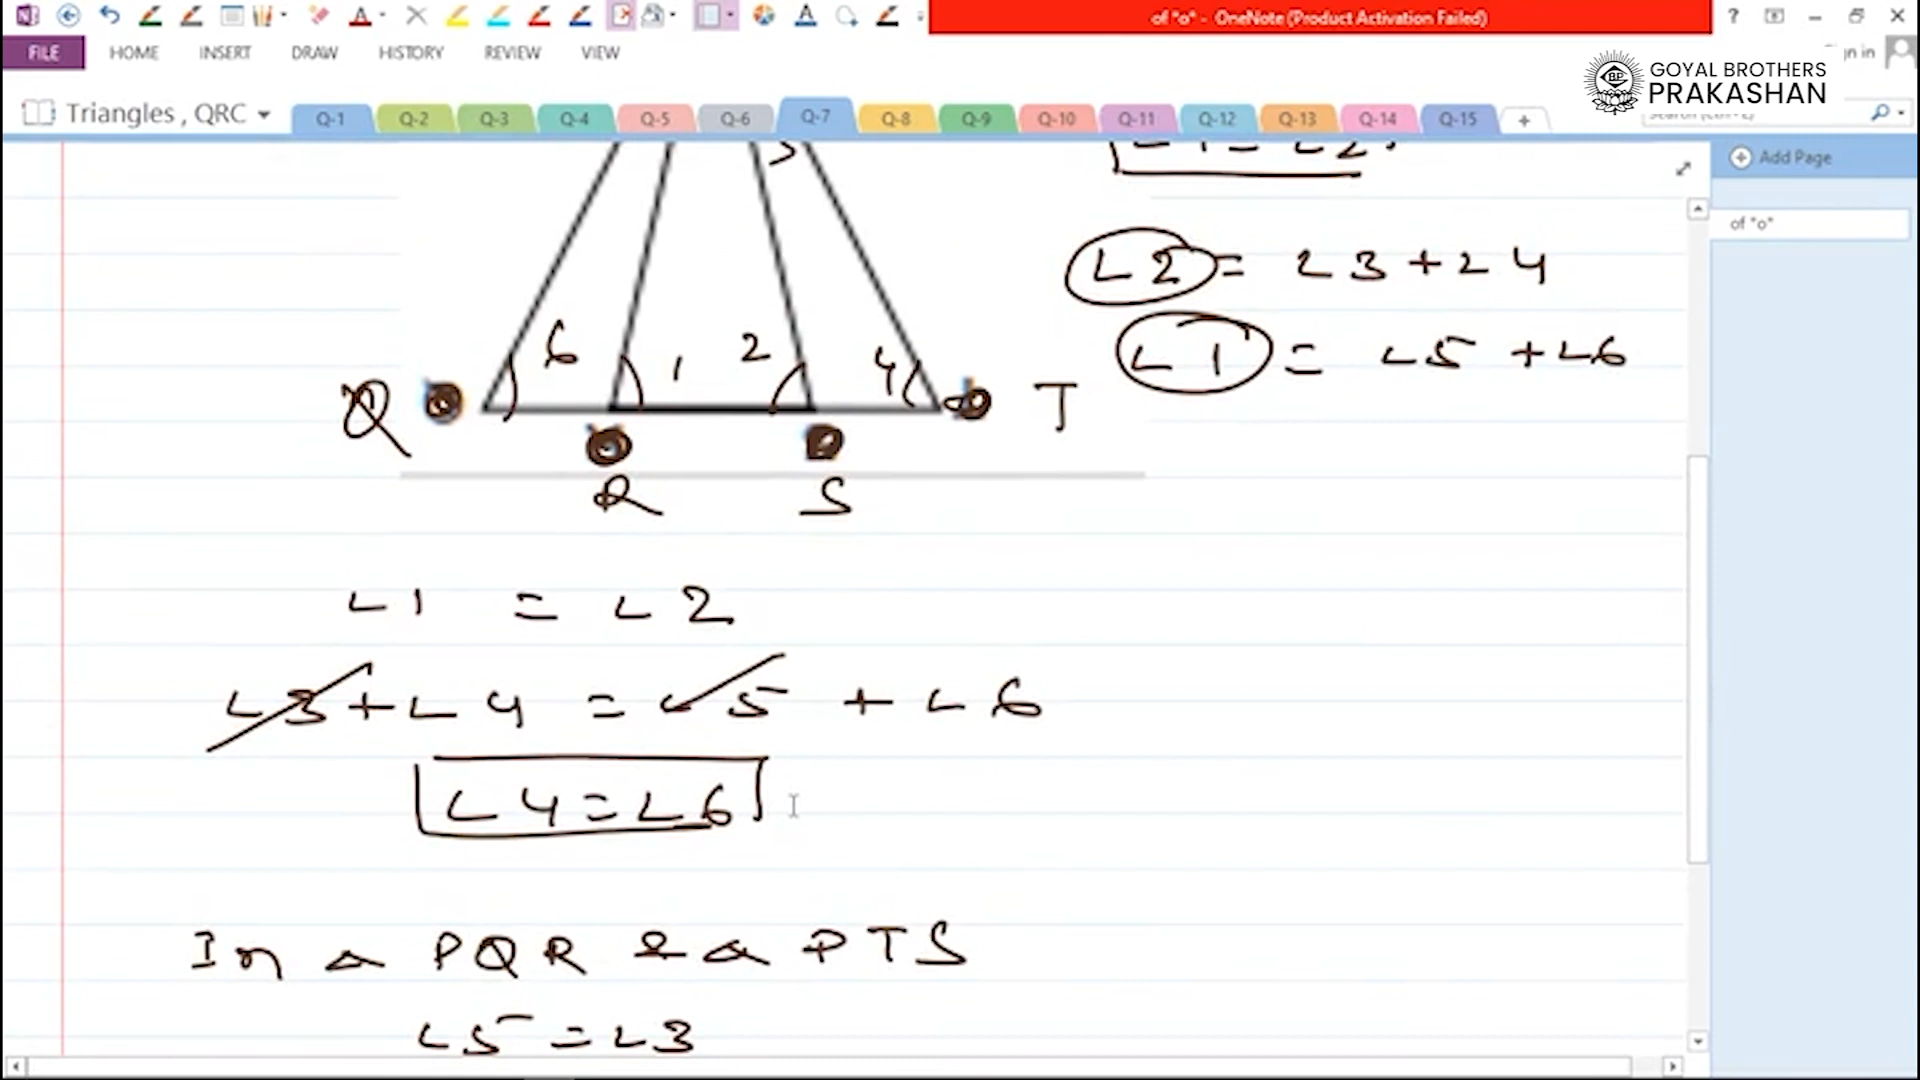 of "o" - OneNote (Product Activation Failed)
?
FILE HOME INSERT DRAW HISTORY REVIEW VIEW
GOYAL BROTHERS
PRAKASHAN
Triangles , QRC
Q-1 Q-2 Q-3 Q-4 Q-5 Q-6 Q-7 Q-8 Q-9 Q-10 Q-11 Q-12 Q-13 Q-14 Q-15 +
Add Page
of "o"
∠1 = ∠2
∠2 = ∠3 + ∠4
∠1 = ∠5 + ∠6
6 1 2 4
Q T
R S
∠1 = ∠2
∠3 + ∠4 = ∠5 + ∠6
∠4 = ∠6
In △ PQR & △ PTS
∠5 = ∠3